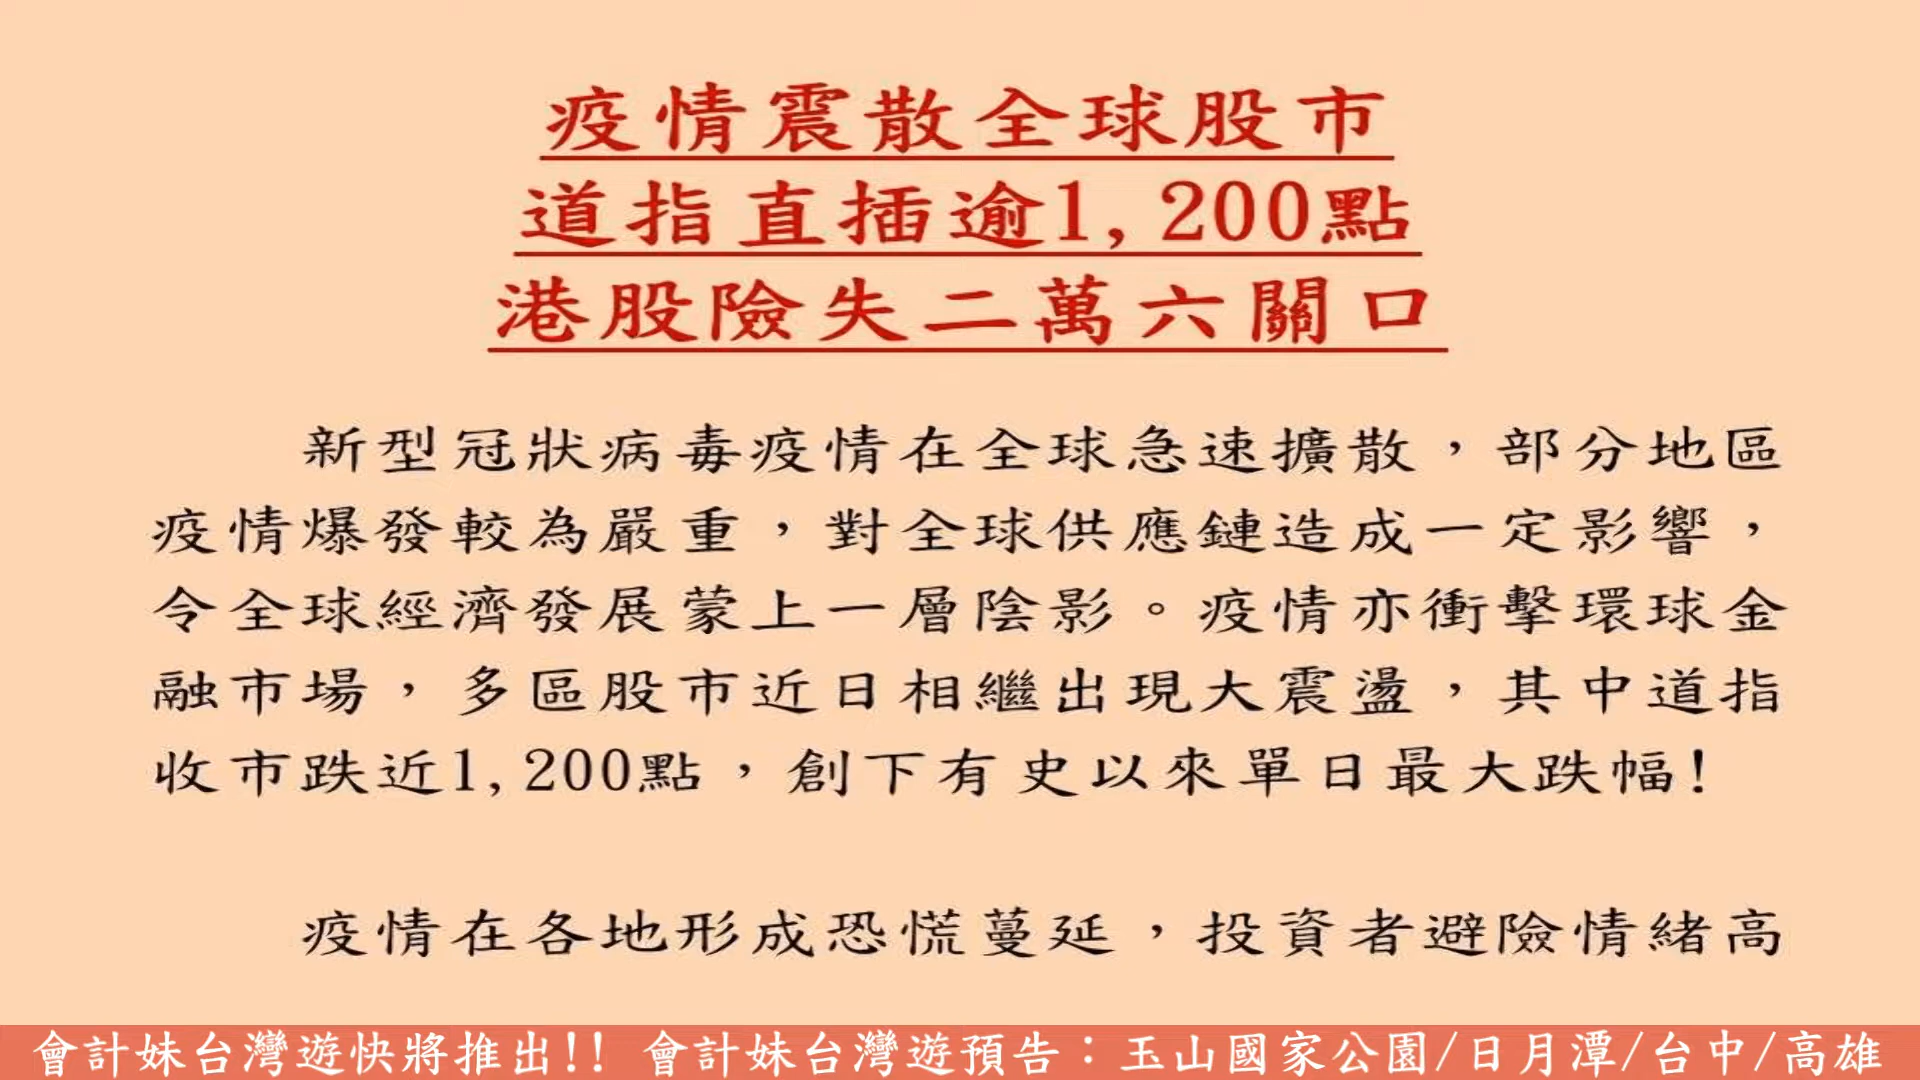 疫情震散全球股市
道指直插逾1,200點
港股險失二萬六關口
新型冠狀病毒疫情在全球急速擴散，部分地區
疫情爆發較為嚴重，對全球供應鏈造成一定影響，
令全球經濟發展蒙上一層陰影。疫情亦衝擊環球金
融市場，多區股市近日相繼出現大震盪，其中道指
收市跌近1,200點，創下有史以來單日最大跌幅!
疫情在各地形成恐慌蔓延，投資者避險情緒高
會計妹台灣遊快將推出!! 會計妹台灣遊預告：玉山國家公園/日月潭/台中/高雄